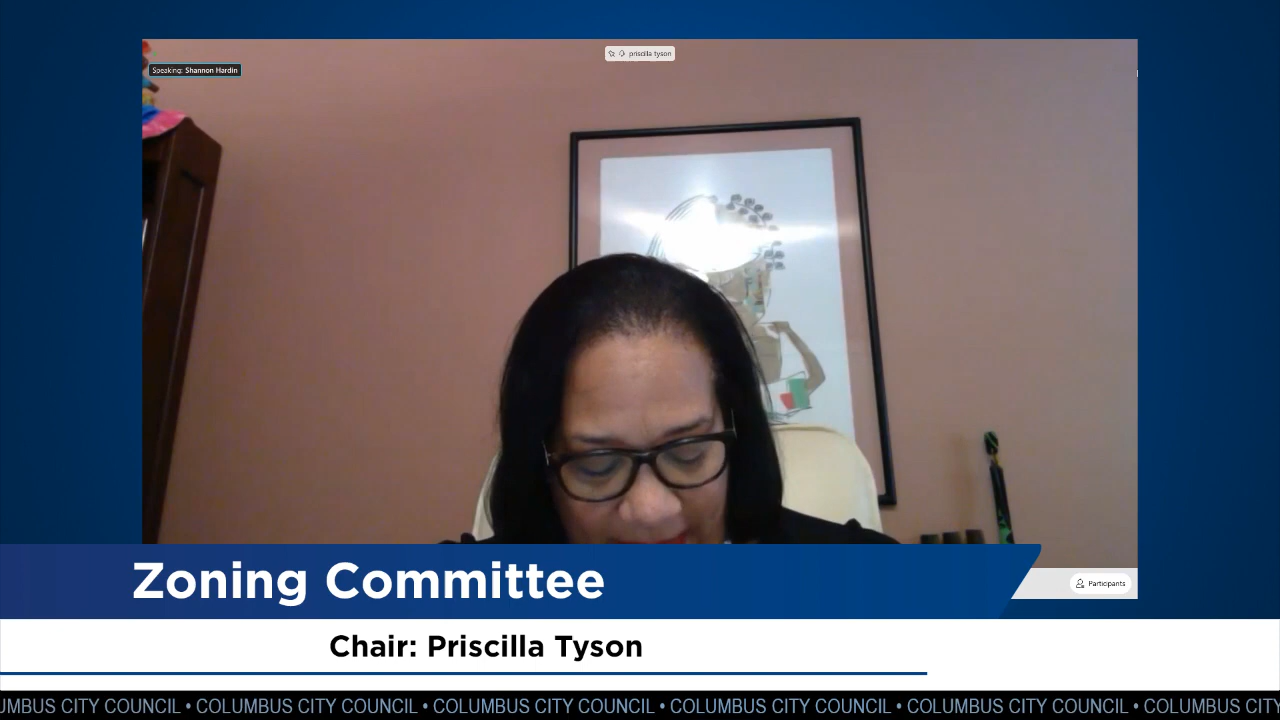 priscilla tyson
Speaking: Shannon Hardin
Zoning Committee
Participants
Chair: Priscilla Tyson
UMBUS CITY COUNCIL • COLUMBUS CITY COUNCIL • COLUMBUS CITY COUNCIL • COLUMBUS CITY COUNCIL • COLUMBUS CITY COUNCIL • COLUMBUS CITY